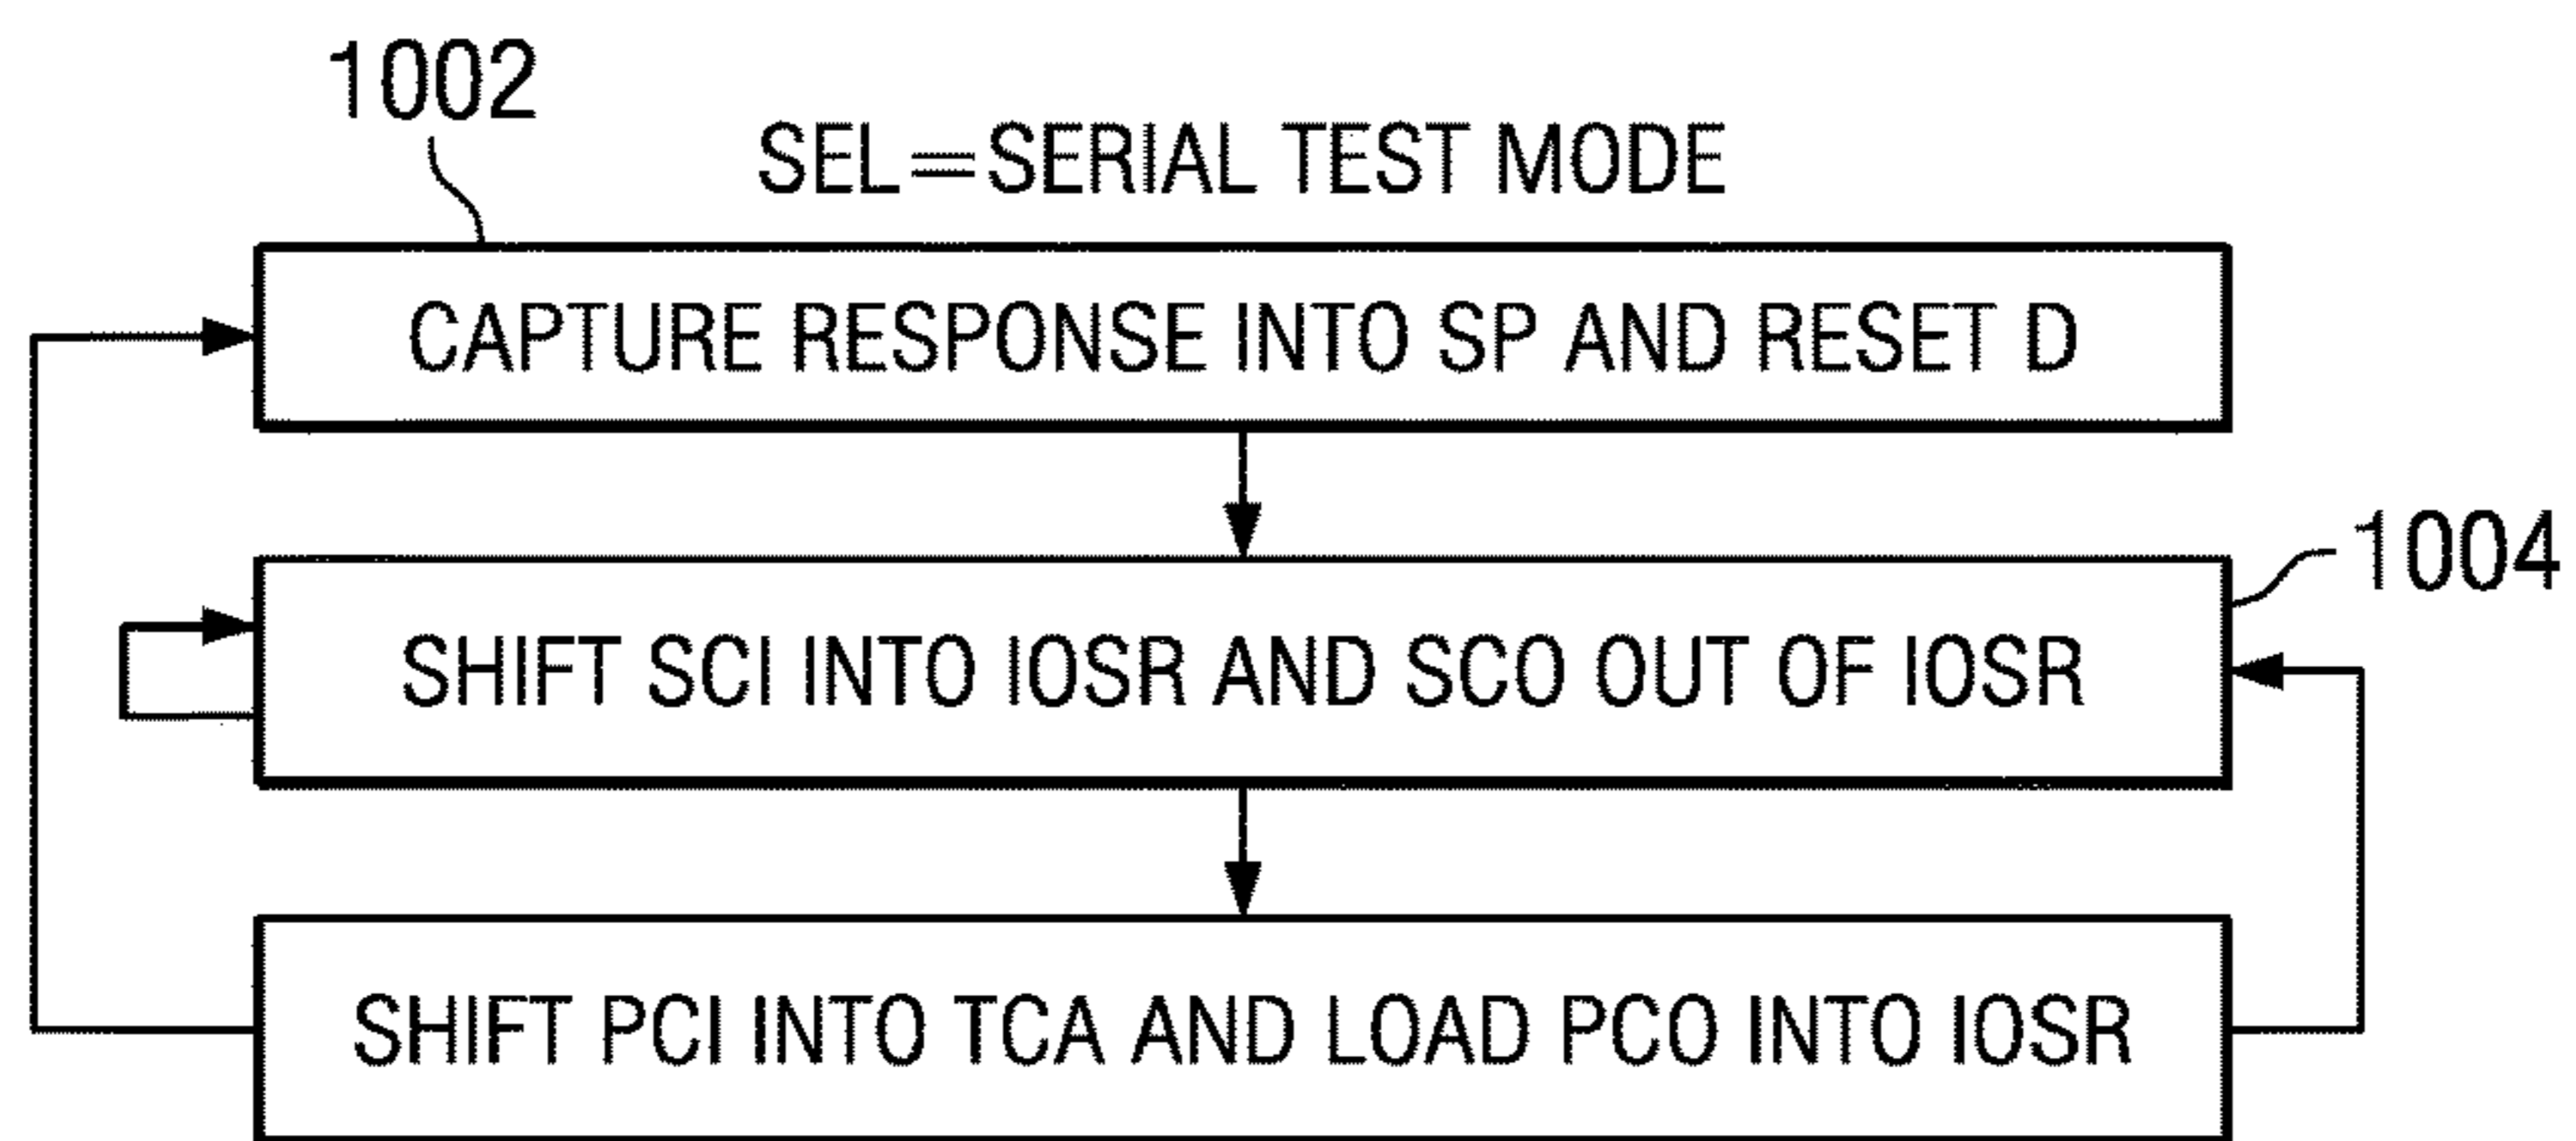 1002
SEL=SERIAL TEST MODE
CAPTURE RESPONSE INTO SP AND RESET D
1004
SHIFT SCI INTO IOSR AND SCO OUT OF IOSR
SHIFT PCI INTO TCA AND LOAD PCO INTO IOSR